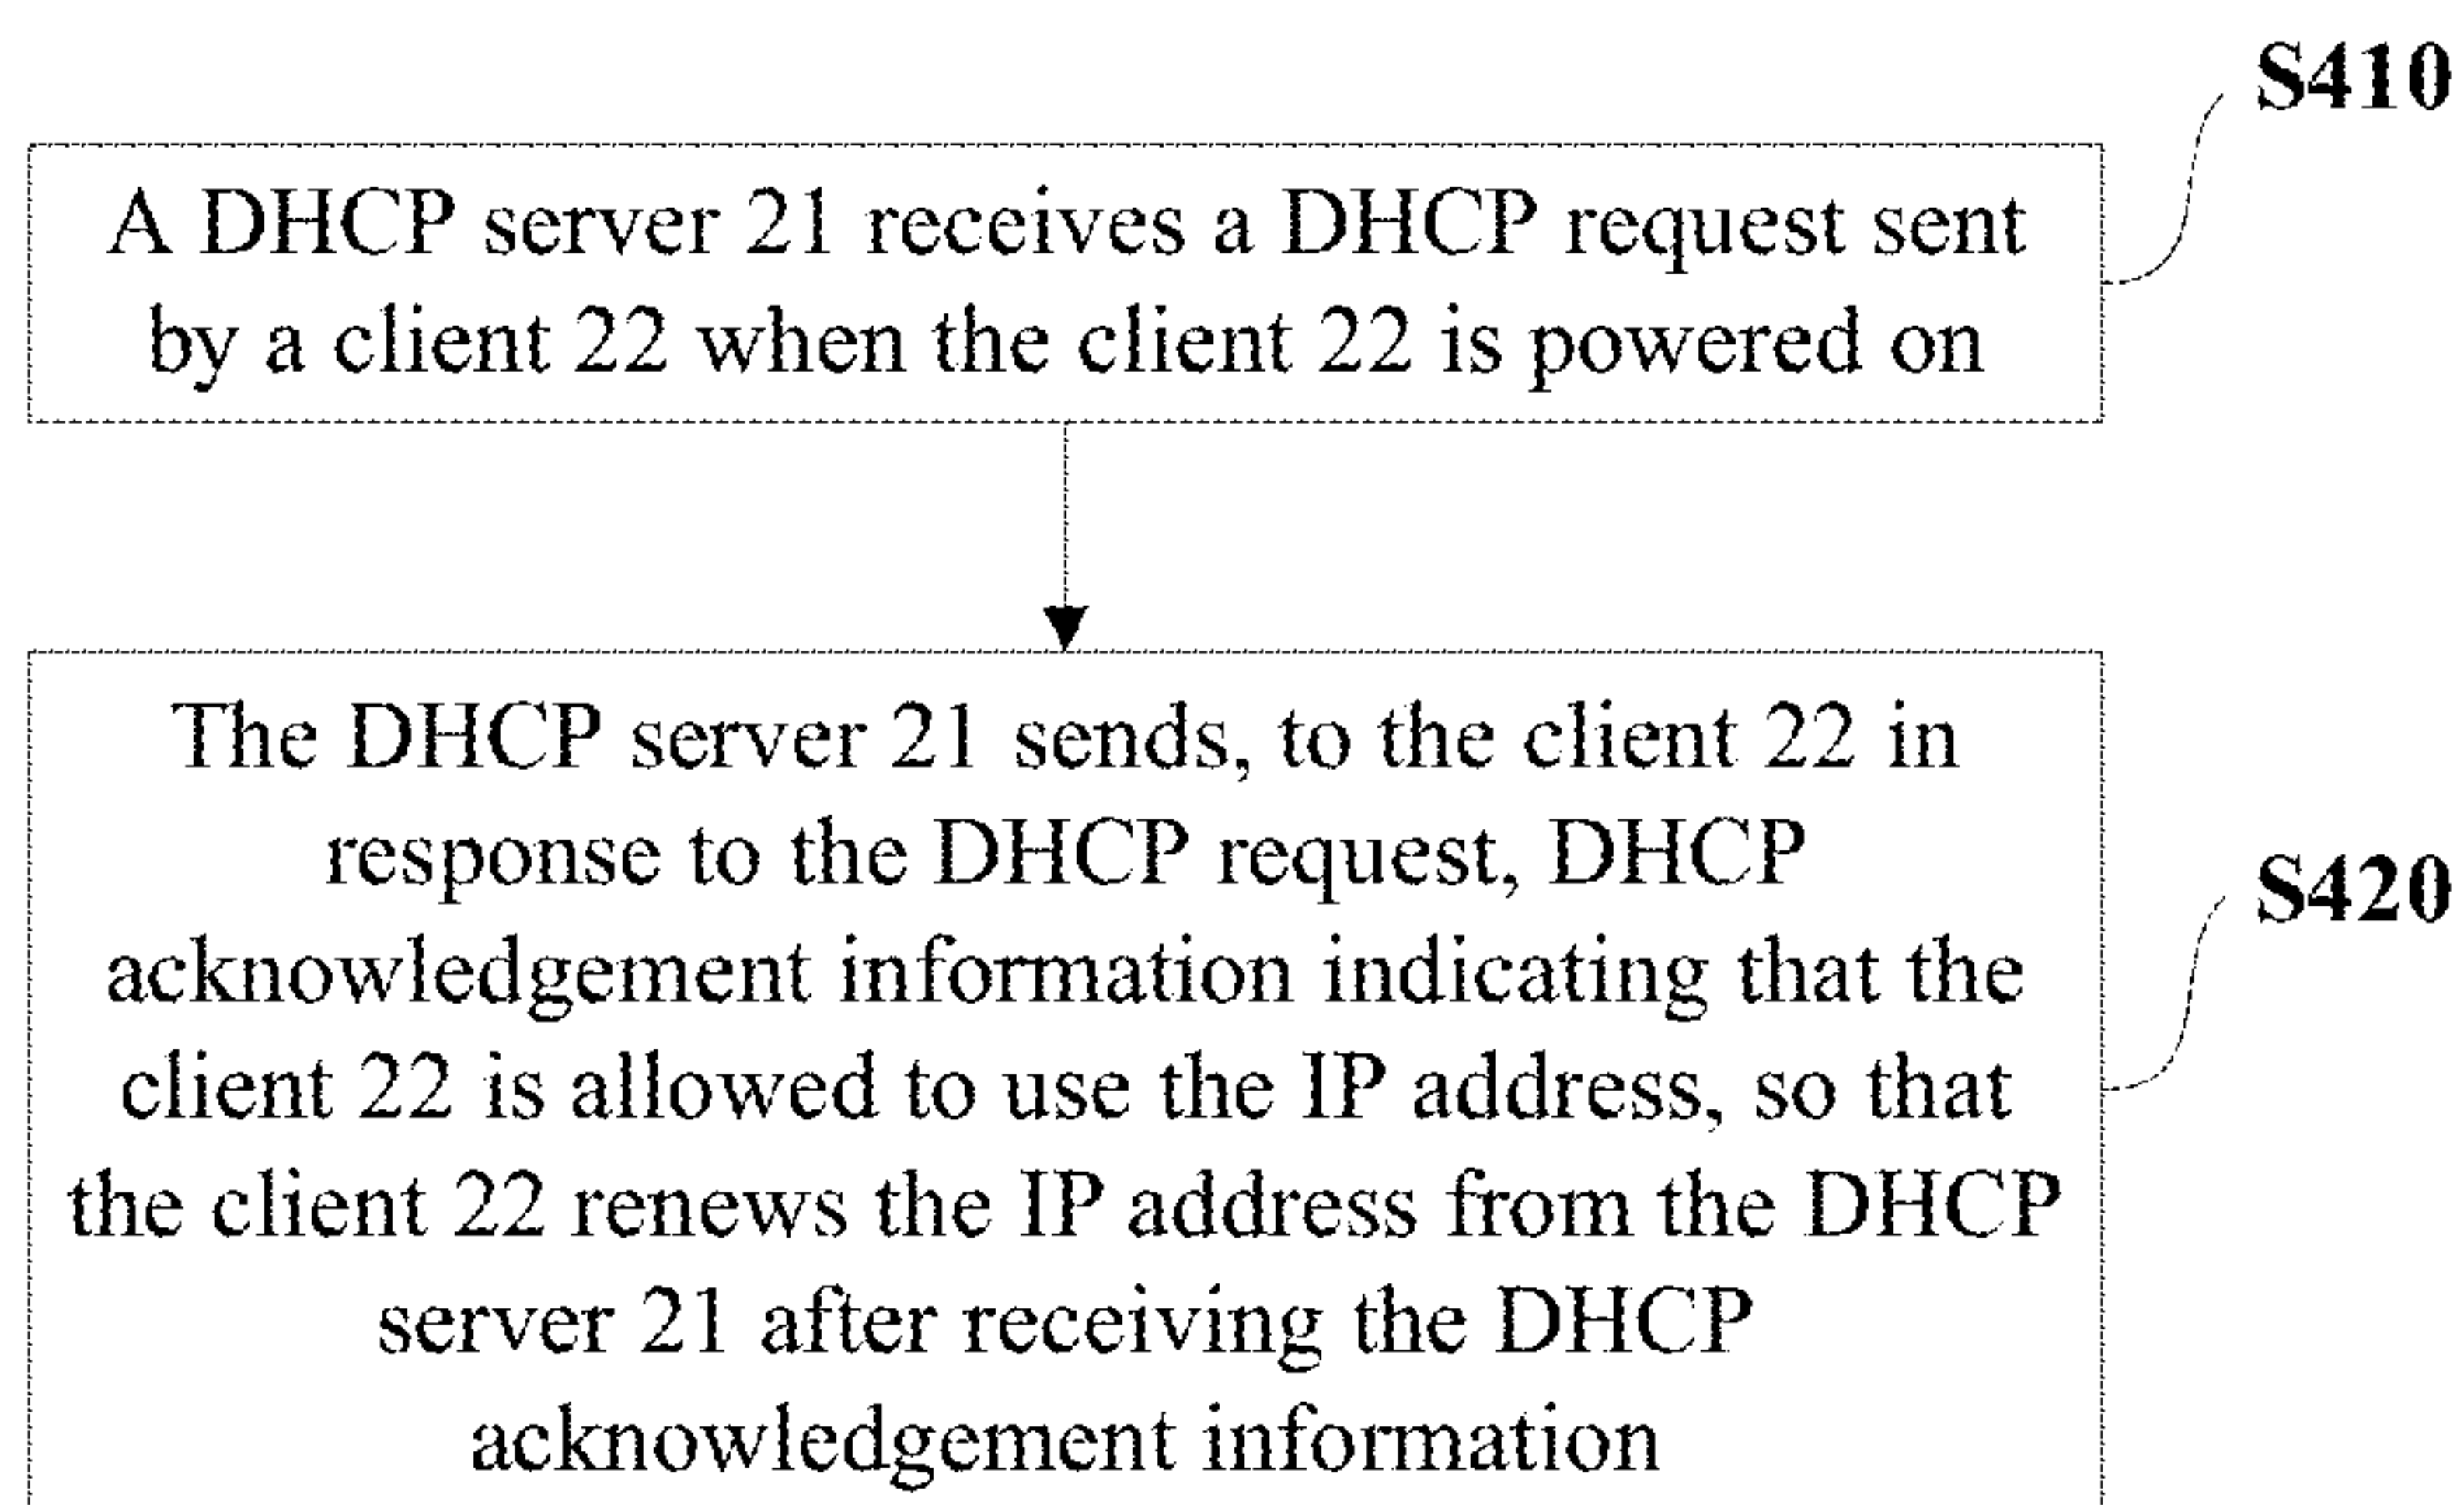 S410
A DHCP server 21 receives a DHCP request sent
by a client 22 when the client 22 is powered on
The DHCP server 21 sends, to the client 22 in
response to the DHCP request, DHCP
acknowledgement information indicating that the
client 22 is allowed to use the IP address, so that
the client 22 renews the IP address from the DHCP
server 21 after receiving the DHCP
acknowledgement information
S420